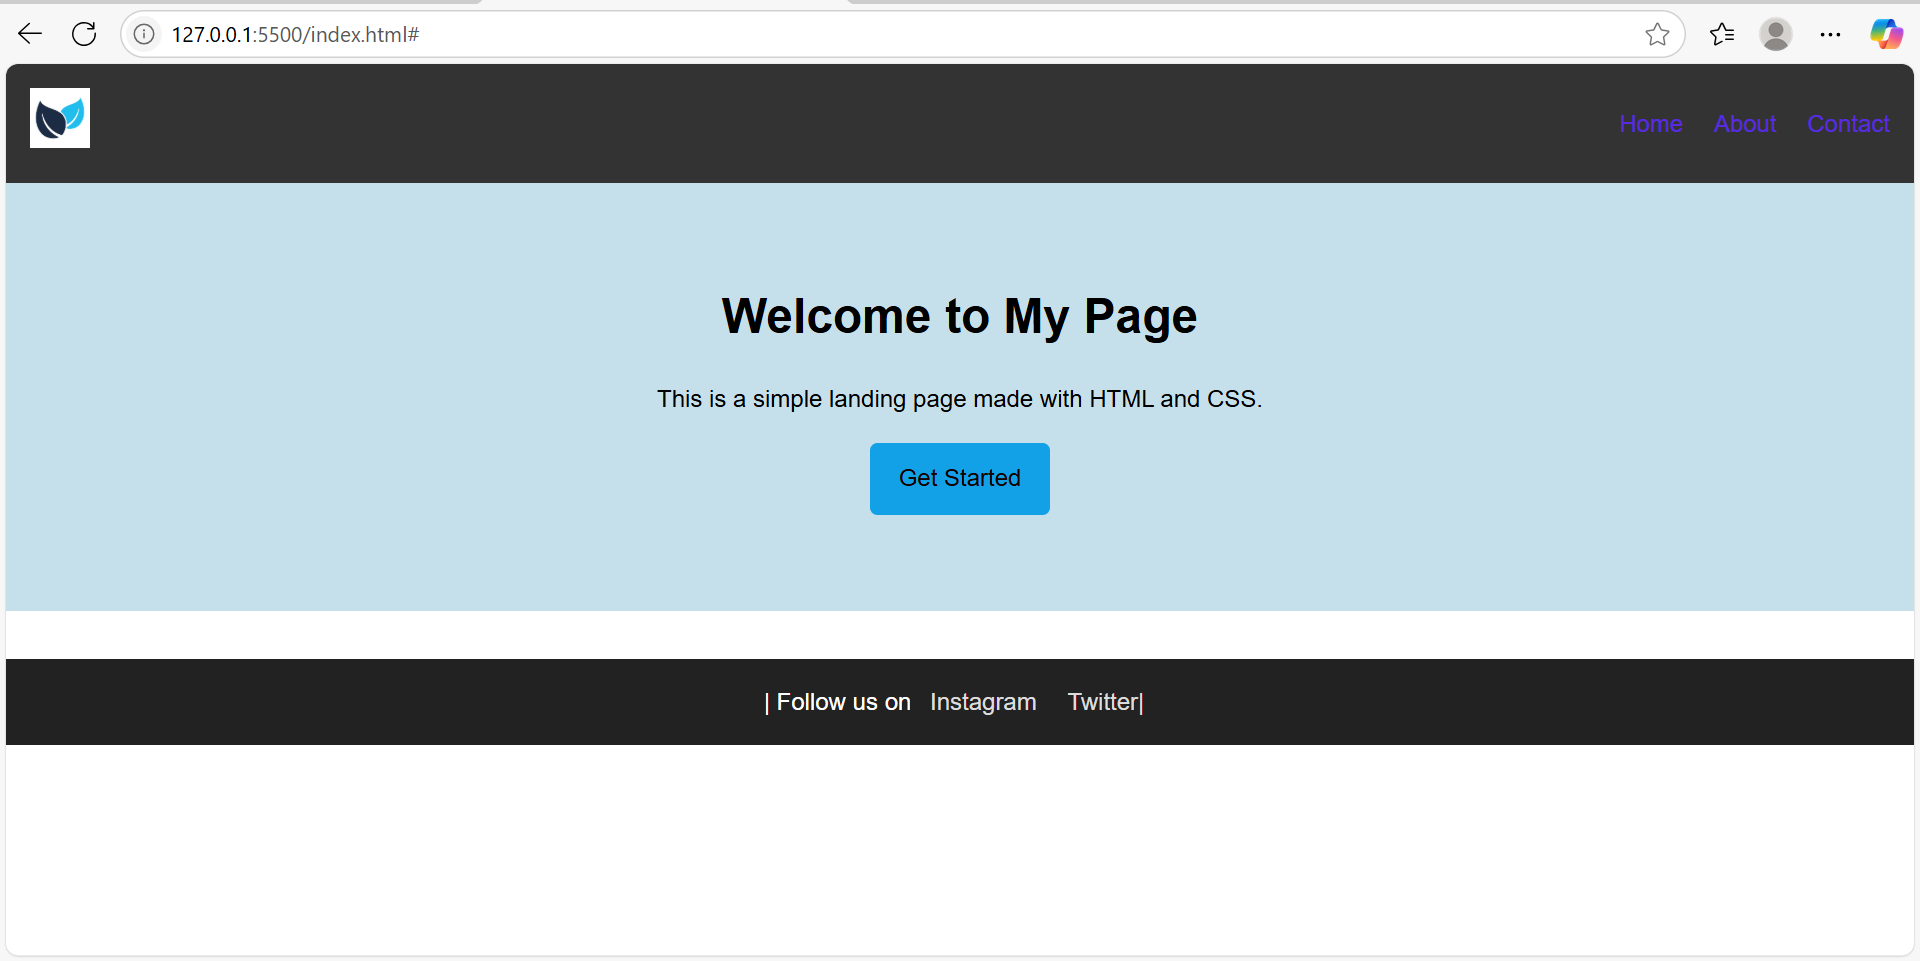 127.0.0.1:5500/index.html#
Home About Contact
Welcome to My Page
This is a simple landing page made with HTML and CSS.
Get Started
| Follow us on Instagram Twitter|